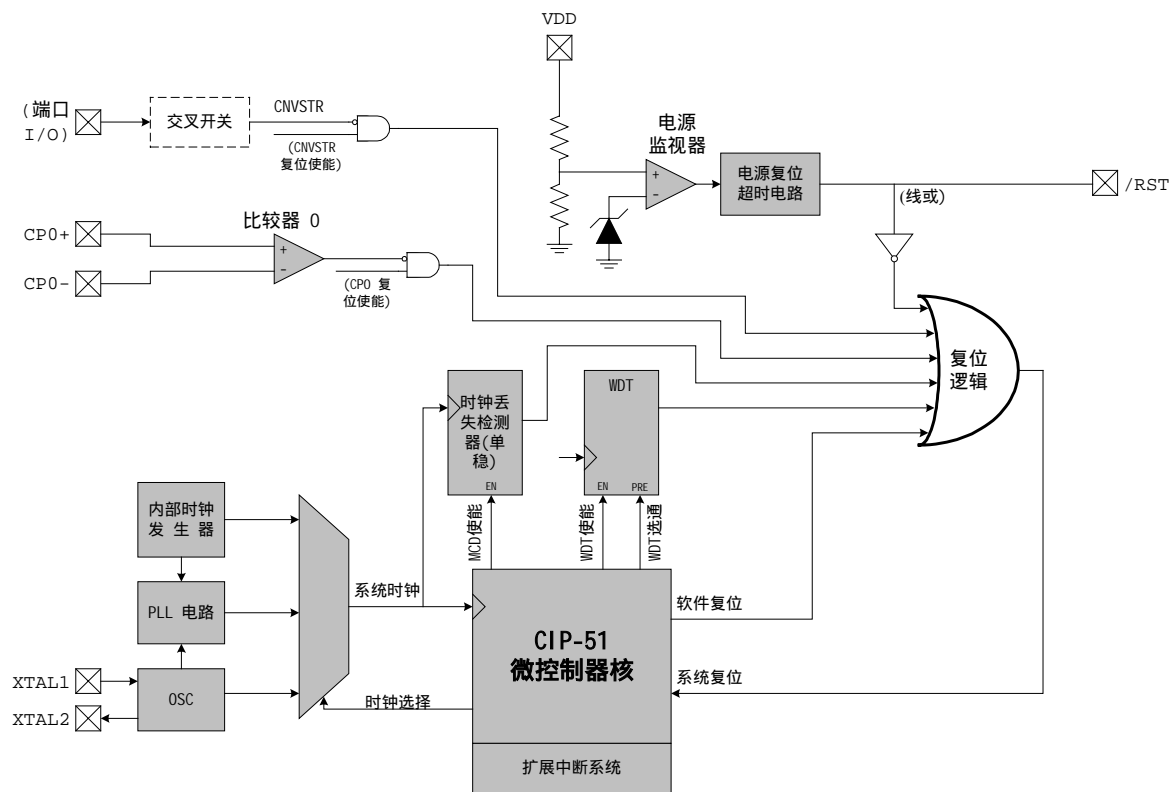 VDD
(端口
I/O)
交叉开关
CNVSTR
(CNVSTR
复位使能)
电源
监视器
+
-
电源复位
超时电路
(线或)
/RST
CP0+
CP0-
比较器 0
+
-
(CP0 复
位使能)
复位
逻辑
时钟丢
失检测
器(单
稳)
EN
WDT
EN
PRE
MCD使能
WDT使能
WDT选通
内部时钟
发 生 器
PLL 电路
OSC
XTAL1
XTAL2
系统时钟
时钟选择
CIP-51
微控制器核
软件复位
系统复位
扩展中断系统